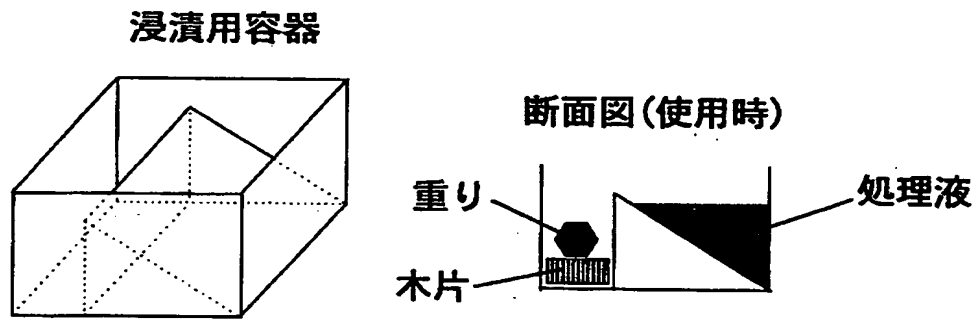 浸漬用容器
断面図(使用時)
重り
処理液
木片